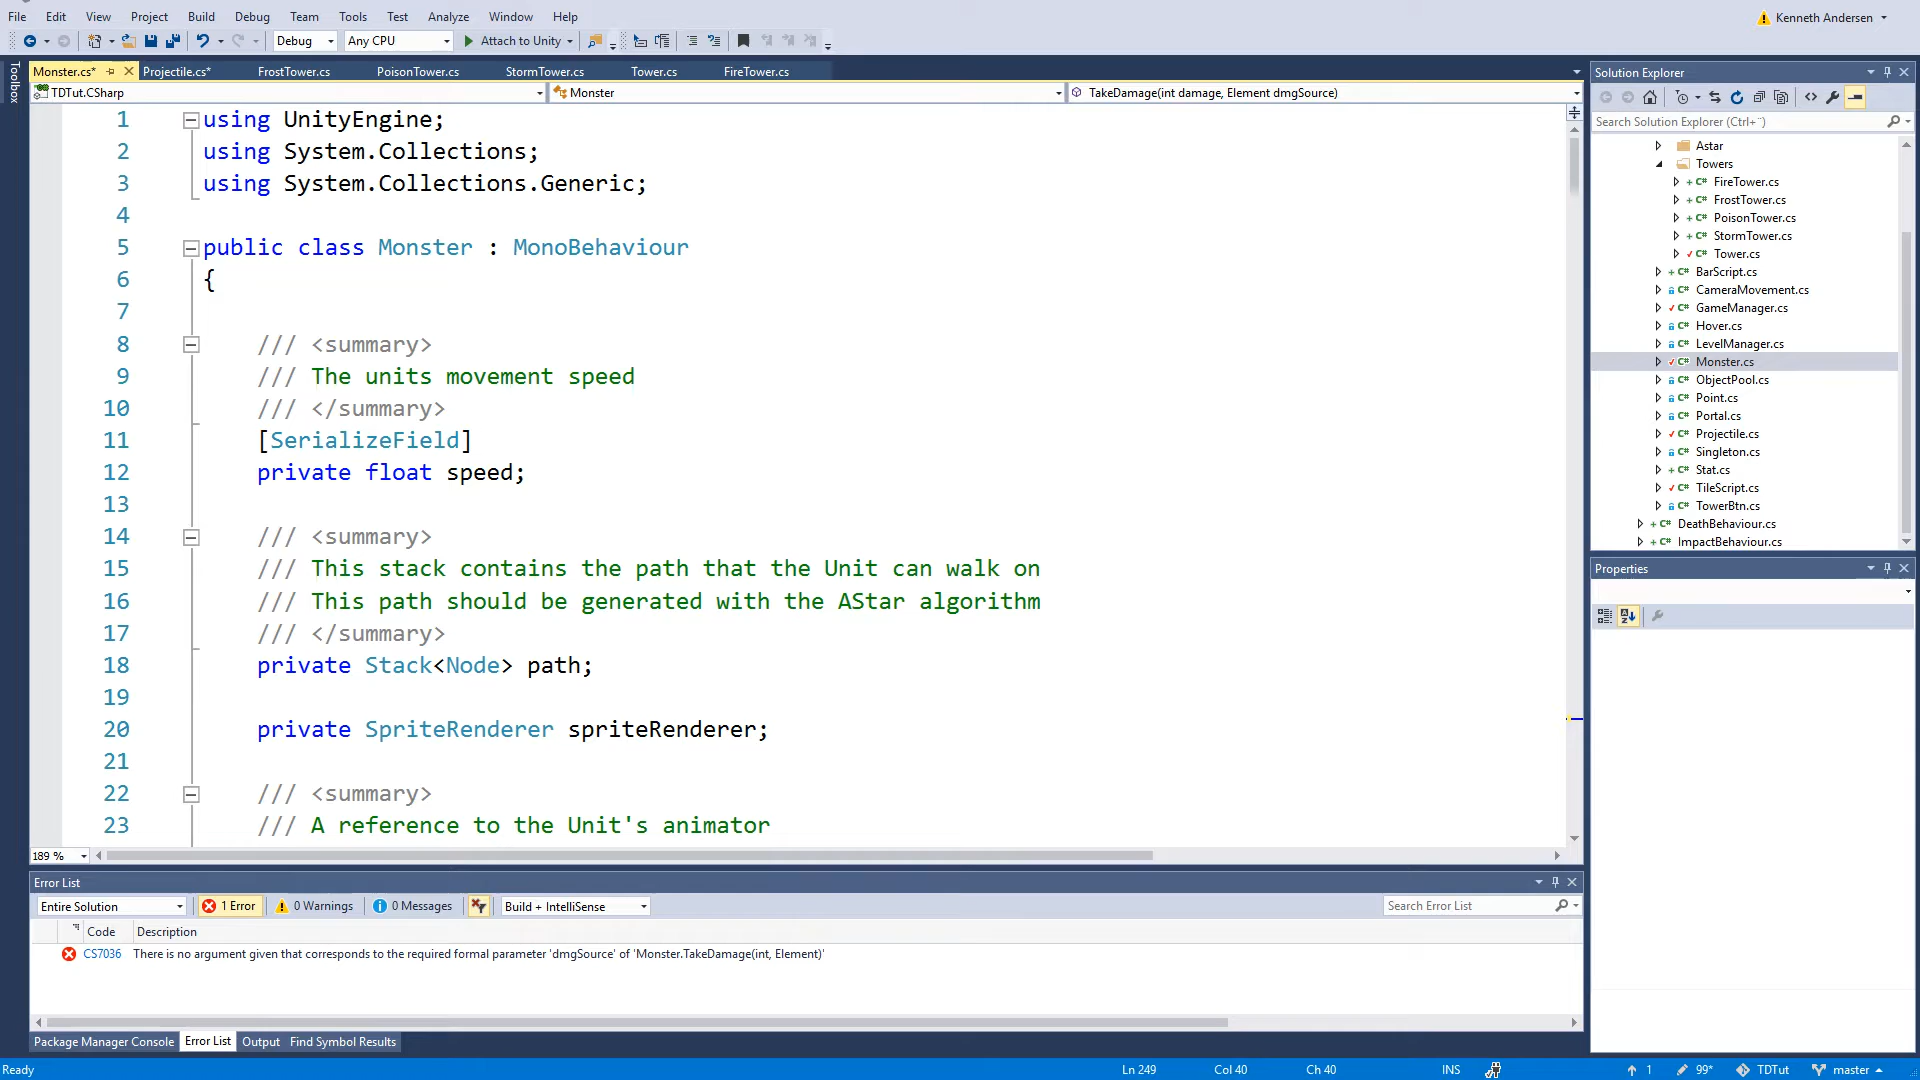 File Edit View Project Build Debug Team Tools Test Analyze Window Help
Kenneth Andersen
Debug Any CPU Attach to Unity
Toolbox
Monster.cs* Projectile.cs* FrostTower.cs PoisonTower.cs StormTower.cs Tower.cs FireTower.cs
TDTut.CSharp Monster TakeDamage(int damage, Element dmgSource)
1 using UnityEngine;
2 using System.Collections;
3 using System.Collections.Generic;
4
5 public class Monster : MonoBehaviour
6 {
7
8 /// <summary>
9 /// The units movement speed
10 /// </summary>
11 [SerializeField]
12 private float speed;
13
14 /// <summary>
15 /// This stack contains the path that the Unit can walk on
16 /// This path should be generated with the AStar algorithm
17 /// </summary>
18 private Stack<Node> path;
19
20 private SpriteRenderer spriteRenderer;
21
22 /// <summary>
23 /// A reference to the Unit's animator
189 %
Solution Explorer
Search Solution Explorer (Ctrl+¨)
Astar
Towers
FireTower.cs
FrostTower.cs
PoisonTower.cs
StormTower.cs
Tower.cs
BarScript.cs
CameraMovement.cs
GameManager.cs
Hover.cs
LevelManager.cs
Monster.cs
ObjectPool.cs
Point.cs
Portal.cs
Projectile.cs
Singleton.cs
Stat.cs
TileScript.cs
TowerBtn.cs
DeathBehaviour.cs
ImpactBehaviour.cs
Properties
Error List
Entire Solution 1 Error 0 Warnings 0 Messages Build + IntelliSense Search Error List
Code Description
CS7036 There is no argument given that corresponds to the required formal parameter 'dmgSource' of 'Monster.TakeDamage(int, Element)'
Package Manager Console Error List Output Find Symbol Results
Ready Ln 249 Col 40 Ch 40 INS 1 99* TDTut master